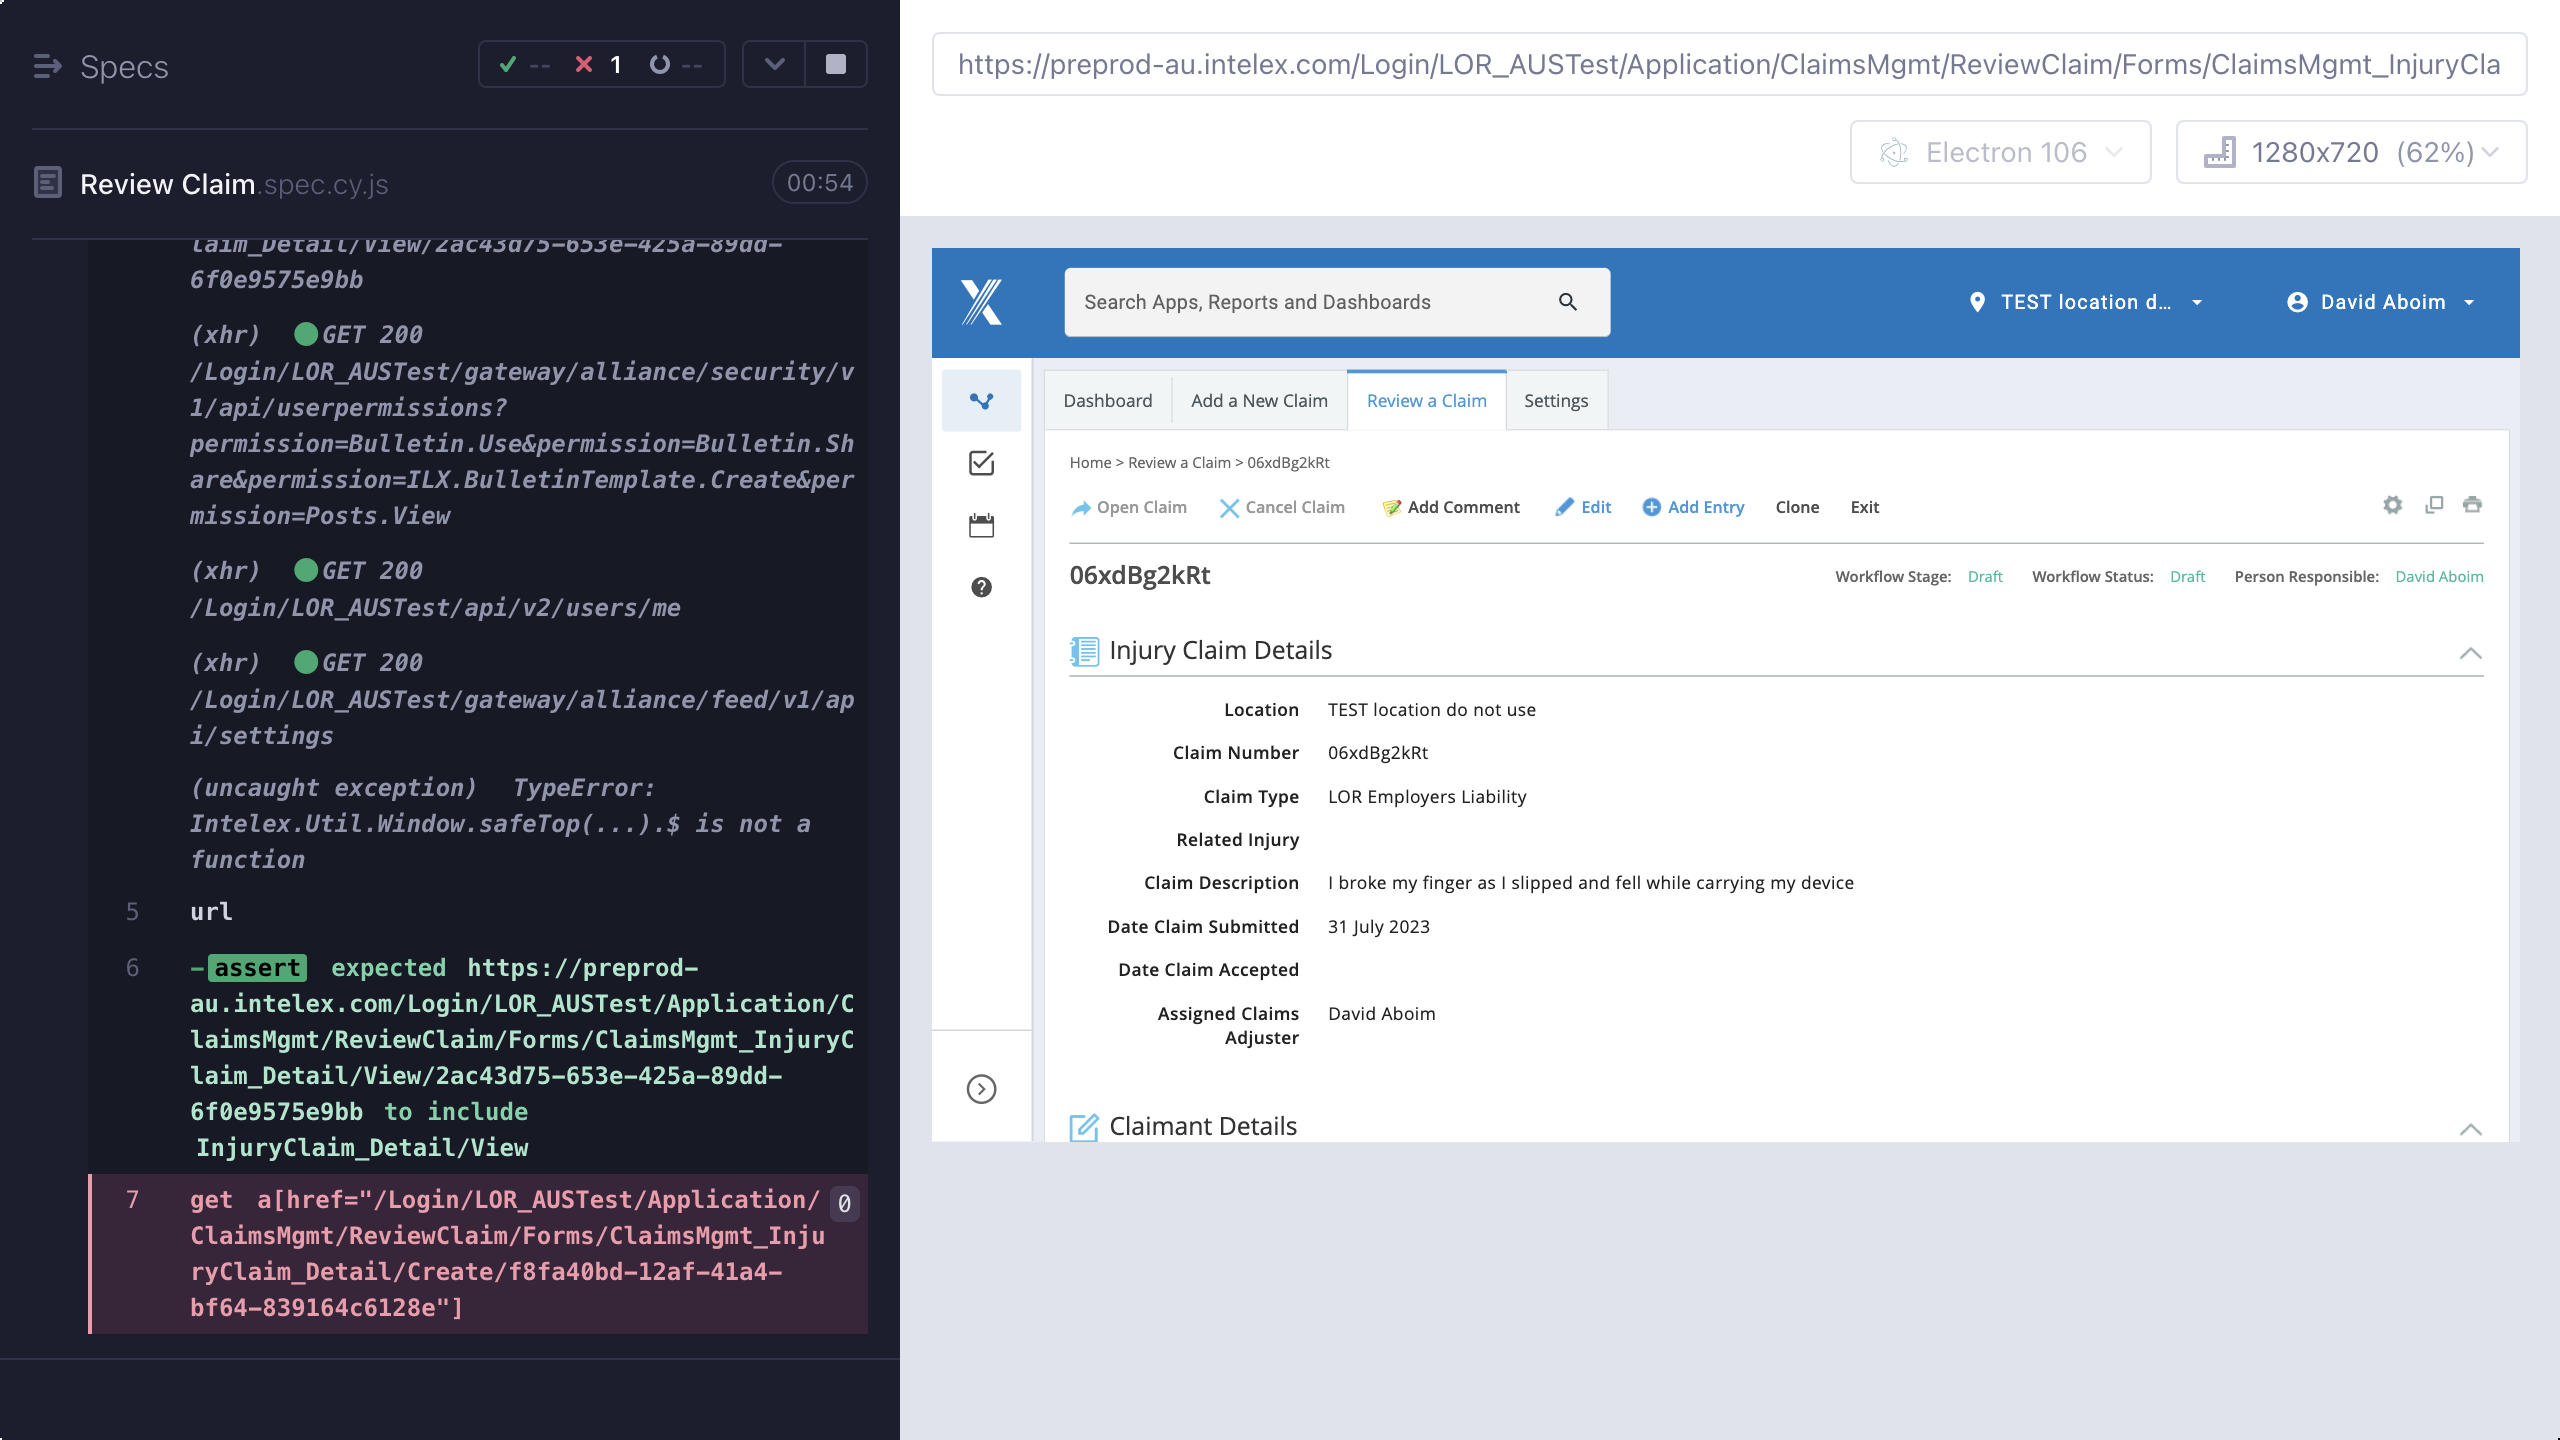 Specs
-- 1 --
Review Claim.spec.cy.js 00:54
laim_Detail/View/2ac43d75-653e-425a-89dd-
6f0e9575e9bb
(xhr) GET 200
/Login/LOR_AUSTest/gateway/alliance/security/v
1/api/userpermissions?
permission=Bulletin.Use&permission=Bulletin.Sh
are&permission=ILX.BulletinTemplate.Create&per
mission=Posts.View
(xhr) GET 200
/Login/LOR_AUSTest/api/v2/users/me
(xhr) GET 200
/Login/LOR_AUSTest/gateway/alliance/feed/v1/ap
i/settings
(uncaught exception) TypeError:
Intelex.Util.Window.safeTop(...).$ is not a
function
5 url
6 -assert expected https://preprod-
au.intelex.com/Login/LOR_AUSTest/Application/C
laimsMgmt/ReviewClaim/Forms/ClaimsMgmt_InjuryC
laim_Detail/View/2ac43d75-653e-425a-89dd-
6f0e9575e9bb to include
InjuryClaim_Detail/View
7 get a[href="/Login/LOR_AUSTest/Application/ 0
ClaimsMgmt/ReviewClaim/Forms/ClaimsMgmt_Inju
ryClaim_Detail/Create/f8fa40bd-12af-41a4-
bf64-839164c6128e"]
https://preprod-au.intelex.com/Login/LOR_AUSTest/Application/ClaimsMgmt/ReviewClaim/Forms/ClaimsMgmt_InjuryCla
Electron 106 1280x720 (62%)
Search Apps, Reports and Dashboards TEST location d... David Aboim
Dashboard Add a New Claim Review a Claim Settings
Home > Review a Claim > 06xdBg2kRt
Open Claim Cancel Claim Add Comment Edit Add Entry Clone Exit
06xdBg2kRt Workflow Stage: Draft Workflow Status: Draft Person Responsible: David Aboim
Injury Claim Details
Location TEST location do not use
Claim Number 06xdBg2kRt
Claim Type LOR Employers Liability
Related Injury
Claim Description I broke my finger as I slipped and fell while carrying my device
Date Claim Submitted 31 July 2023
Date Claim Accepted
Assigned Claims David Aboim
Adjuster
Claimant Details